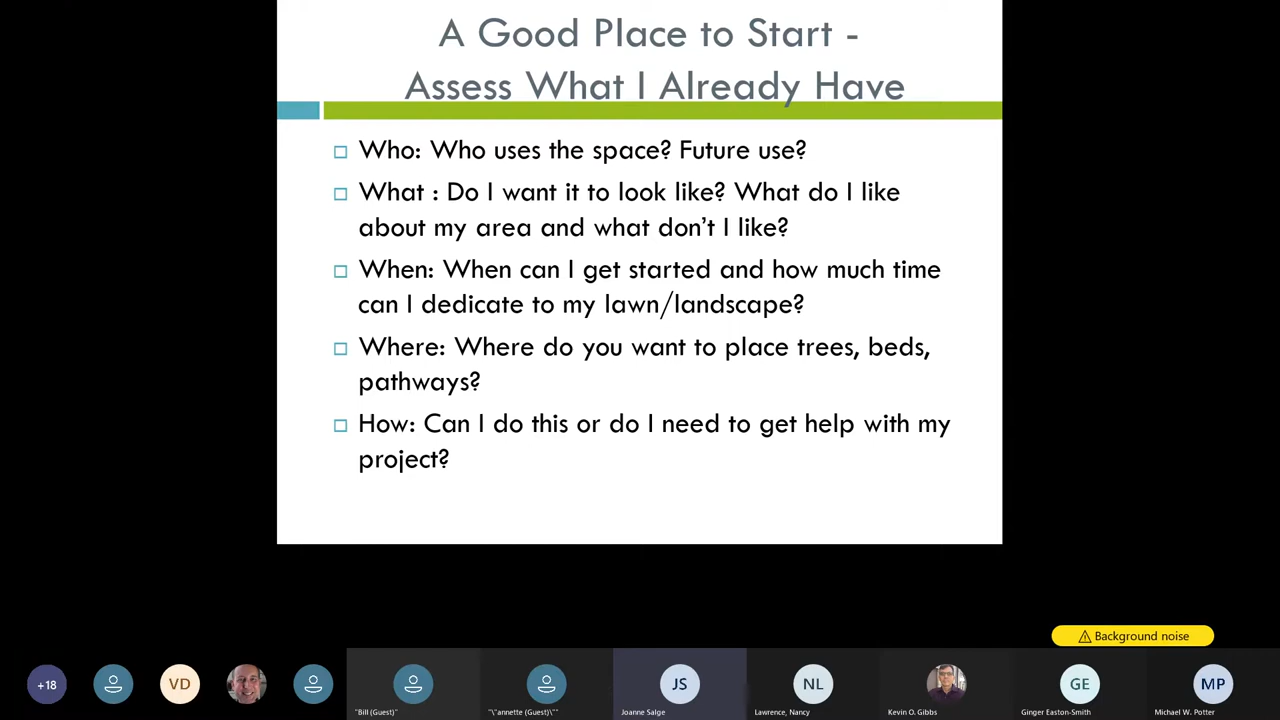 A Good Place to Start -
Assess What I Already Have
Who: Who uses the space? Future use?
What : Do I want it to look like? What do I like
about my area and what don't I like?
When: When can I get started and how much time
can I dedicate to my lawn/landscape?
Where: Where do you want to place trees, beds,
pathways?
How: Can I do this or do I need to get help with my
project?
Background noise
+18
VD
JS
NL
GE
MP
"Bill (Guest)"
"\"annette (Guest)\""
Joanne Salge
Lawrence, Nancy
Kevin O. Gibbs
Ginger Easton-Smith
Michael W. Potter